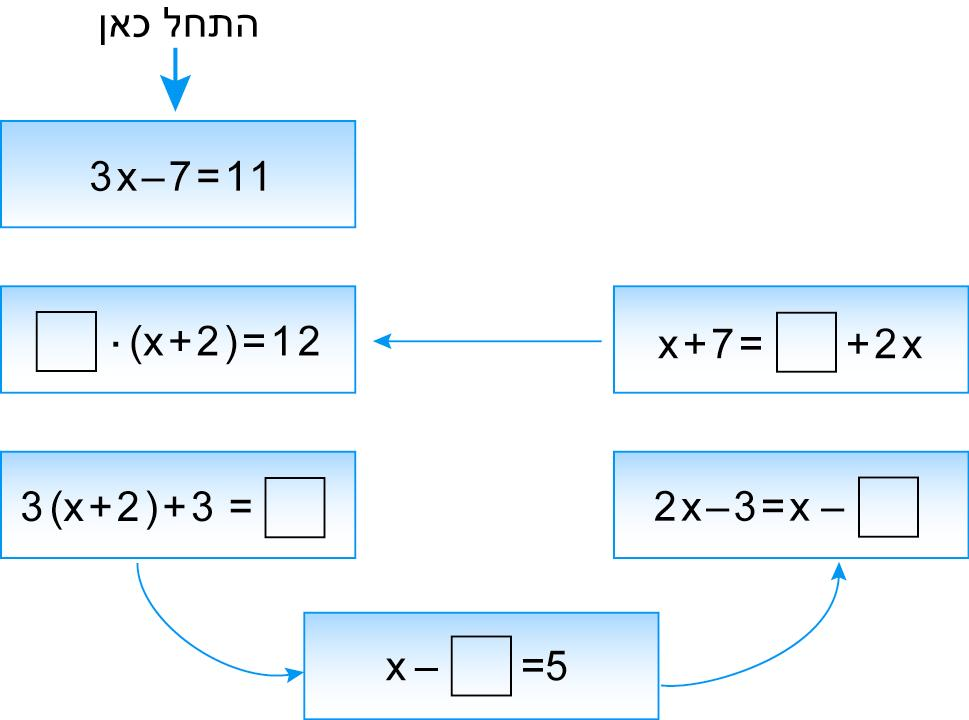 התחל כאן
3x–7=11
□ · (x+2)=12
x+7= □ +2x
3(x+2)+3 = □
2x–3=x – □
x – □ =5